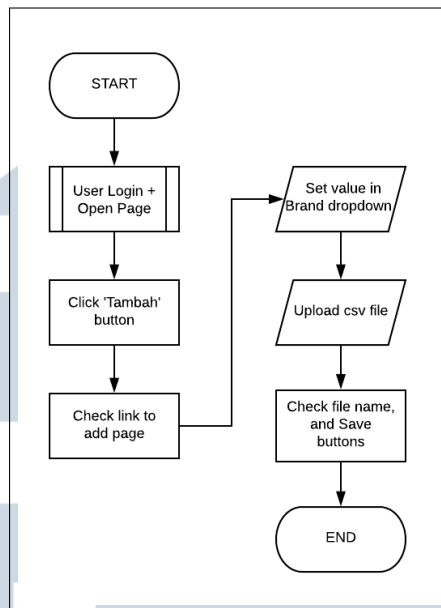 START
User Login +
Open Page
Click 'Tambah'
button
Check link to
add page
Set value in
Brand dropdown
Upload csv file
Check file name,
and Save
buttons
END